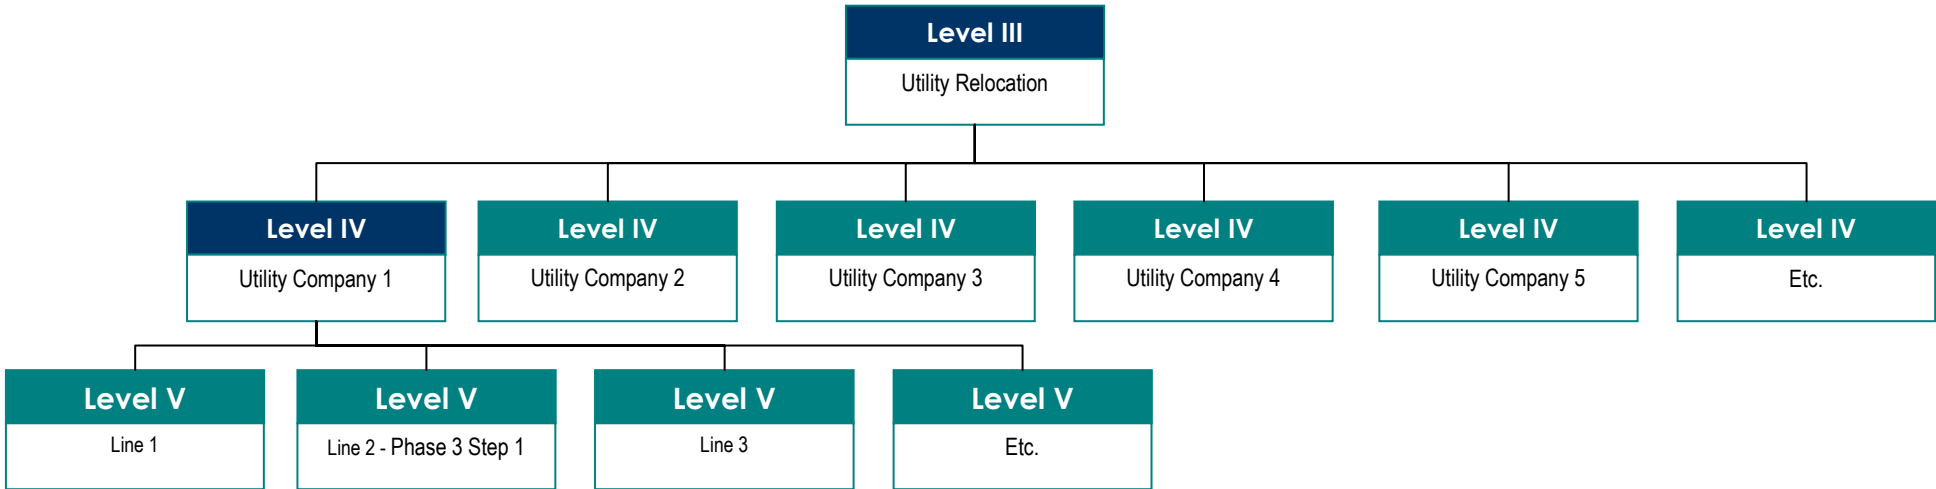 Level III
Utility Relocation
Level IV
Utility Company 1
Level IV
Utility Company 2
Level IV
Utility Company 3
Level IV
Utility Company 4
Level IV
Utility Company 5
Level IV
Etc.
Level V
Line 1
Level V
Line 2 - Phase 3 Step 1
Level V
Line 3
Level V
Etc.